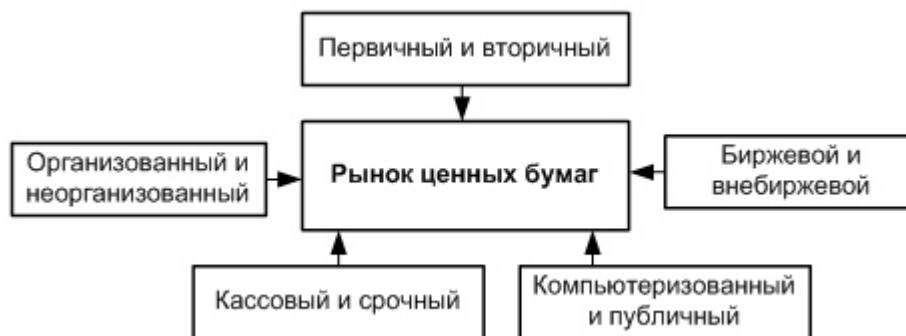 Первичный и вторичный
Организованный и
неорганизованный
Рынок ценных бумаг
Биржевой и
внебиржевой
Кассовый и срочный
Компьютеризованный
и публичный